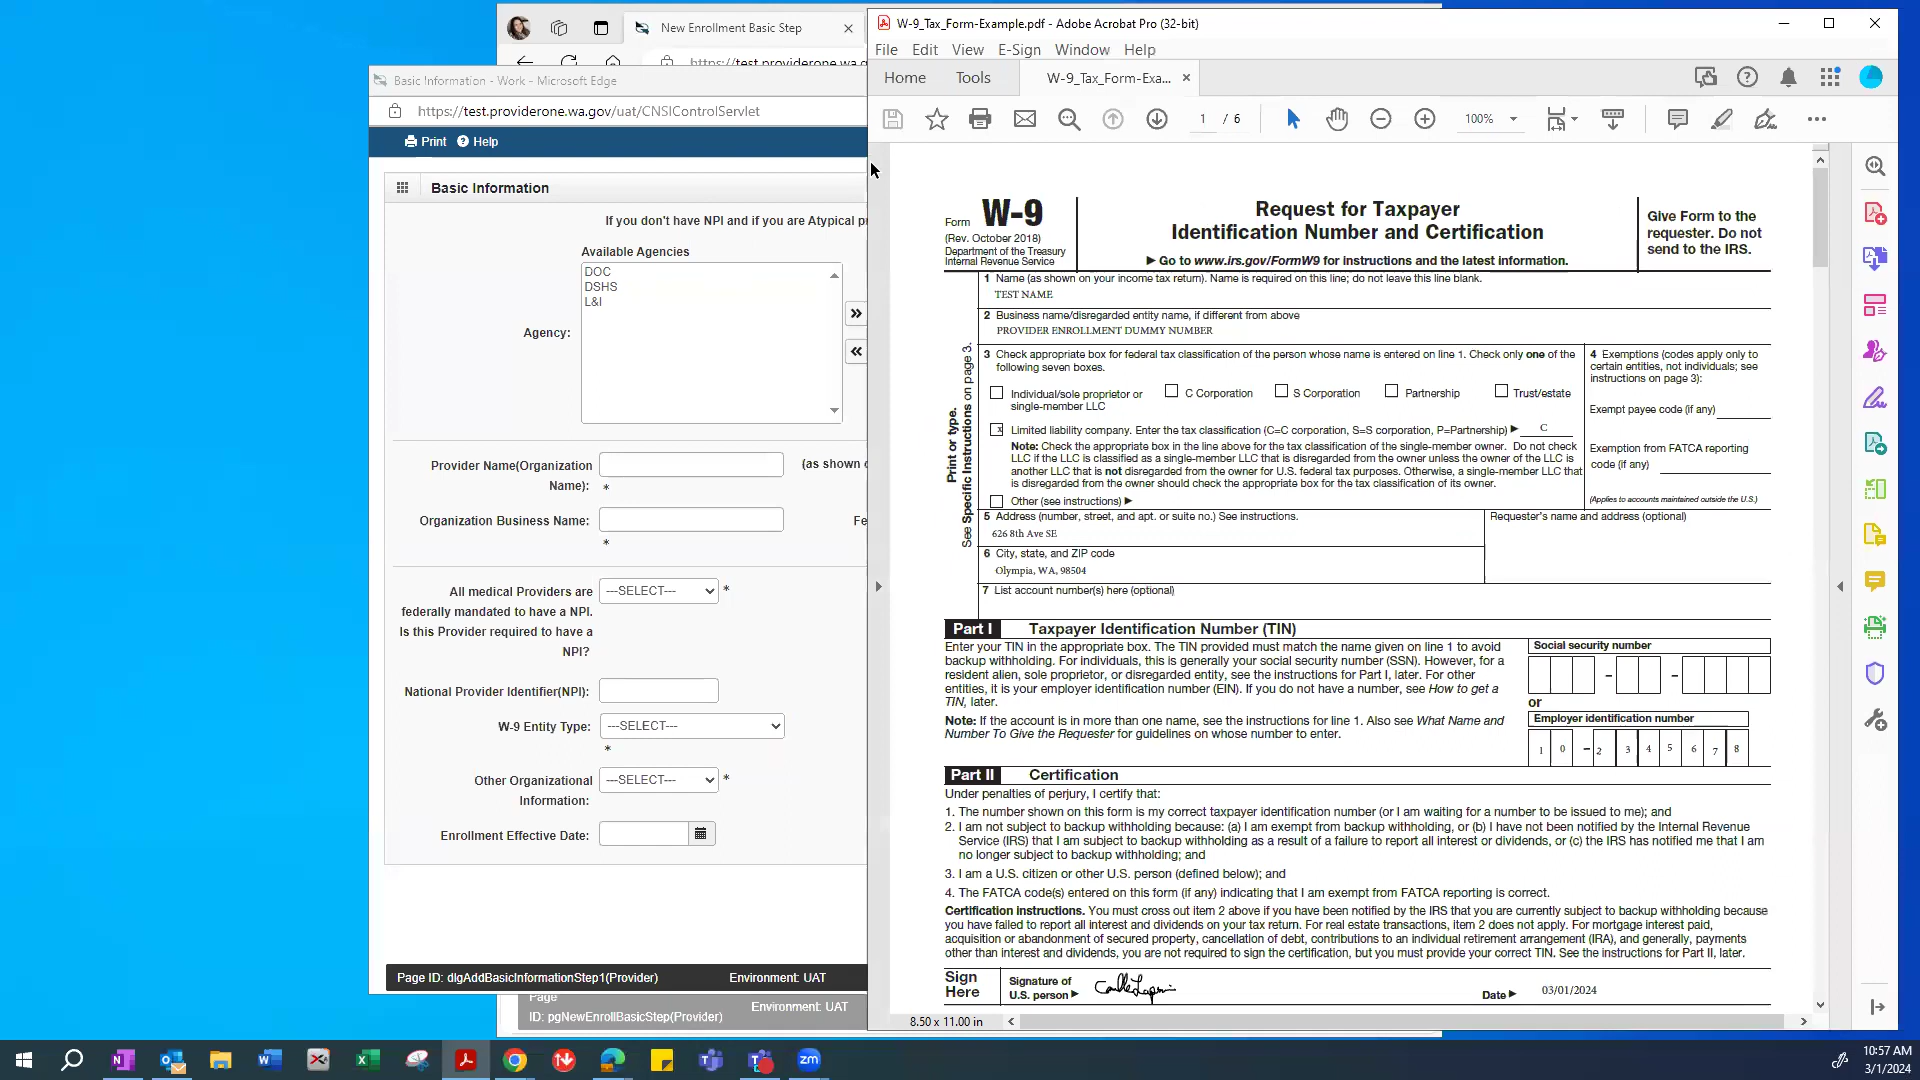 New Enrollment Basic Step
https://test.providerone.wa.g
Basic Information - Work - Microsoft Edge
https://test.providerone.wa.gov/uat/CNSIControlServlet
Print
Help
Basic Information
If you don't have NPI and if you are Atypical p
Available Agencies
DOC
DSHS
L&I
Agency:
Provider Name(Organization
Name):
*
(as shown o
Organization Business Name:
*
Fe
All medical Providers are
federally mandated to have a NPI.
Is this Provider required to have a
NPI?
---SELECT--- *
National Provider Identifier(NPI):
W-9 Entity Type: ---SELECT---
*
Other Organizational
Information:
---SELECT--- *
Enrollment Effective Date:
Page ID: dlgAddBasicInformationStep1(Provider) Environment: UAT
Page
ID: pgNewEnrollBasicStep(Provider)
Environment: UAT
W-9_Tax_Form-Example.pdf - Adobe Acrobat Pro (32-bit)
File Edit View E-Sign Window Help
Home Tools W-9_Tax_Form-Exa...
1 / 6
100%
Form W-9
(Rev. October 2018)
Department of the Treasury
Internal Revenue Service
Request for Taxpayer
Identification Number and Certification
▶ Go to www.irs.gov/FormW9 for instructions and the latest information.
Give Form to the
requester. Do not
send to the IRS.
Print or type.
See Specific Instructions on page 3.
1 Name (as shown on your income tax return). Name is required on this line; do not leave this line blank.
TEST NAME
2 Business name/disregarded entity name, if different from above
PROVIDER ENROLLMENT DUMMY NUMBER
3 Check appropriate box for federal tax classification of the person whose name is entered on line 1. Check only one of the
following seven boxes.
Individual/sole proprietor or
single-member LLC
C Corporation
S Corporation
Partnership
Trust/estate
x Limited liability company. Enter the tax classification (C=C corporation, S=S corporation, P=Partnership) ▶ C
Note: Check the appropriate box in the line above for the tax classification of the single-member owner. Do not check
LLC if the LLC is classified as a single-member LLC that is disregarded from the owner unless the owner of the LLC is
another LLC that is not disregarded from the owner for U.S. federal tax purposes. Otherwise, a single-member LLC that
is disregarded from the owner should check the appropriate box for the tax classification of its owner.
Other (see instructions) ▶
4 Exemptions (codes apply only to
certain entities, not individuals; see
instructions on page 3):
Exempt payee code (if any)
Exemption from FATCA reporting
code (if any)
(Applies to accounts maintained outside the U.S.)
5 Address (number, street, and apt. or suite no.) See instructions.
626 8th Ave SE
Requester's name and address (optional)
6 City, state, and ZIP code
Olympia, WA, 98504
7 List account number(s) here (optional)
Part I Taxpayer Identification Number (TIN)
Enter your TIN in the appropriate box. The TIN provided must match the name given on line 1 to avoid
backup withholding. For individuals, this is generally your social security number (SSN). However, for a
resident alien, sole proprietor, or disregarded entity, see the instructions for Part I, later. For other
entities, it is your employer identification number (EIN). If you do not have a number, see How to get a
TIN, later.
Note: If the account is in more than one name, see the instructions for line 1. Also see What Name and
Number To Give the Requester for guidelines on whose number to enter.
Social security number
– –
or
Employer identification number
1 0 – 2 3 4 5 6 7 8
Part II Certification
Under penalties of perjury, I certify that:
1. The number shown on this form is my correct taxpayer identification number (or I am waiting for a number to be issued to me); and
2. I am not subject to backup withholding because: (a) I am exempt from backup withholding, or (b) I have not been notified by the Internal Revenue
Service (IRS) that I am subject to backup withholding as a result of a failure to report all interest or dividends, or (c) the IRS has notified me that I am
no longer subject to backup withholding; and
3. I am a U.S. citizen or other U.S. person (defined below); and
4. The FATCA code(s) entered on this form (if any) indicating that I am exempt from FATCA reporting is correct.
Certification instructions. You must cross out item 2 above if you have been notified by the IRS that you are currently subject to backup withholding because
you have failed to report all interest and dividends on your tax return. For real estate transactions, item 2 does not apply. For mortgage interest paid,
acquisition or abandonment of secured property, cancellation of debt, contributions to an individual retirement arrangement (IRA), and generally, payments
other than interest and dividends, you are not required to sign the certification, but you must provide your correct TIN. See the instructions for Part II, later.
Sign
Here
Signature of
U.S. person ▶
Date ▶ 03/01/2024
8.50 x 11.00 in
10:57 AM
3/1/2024